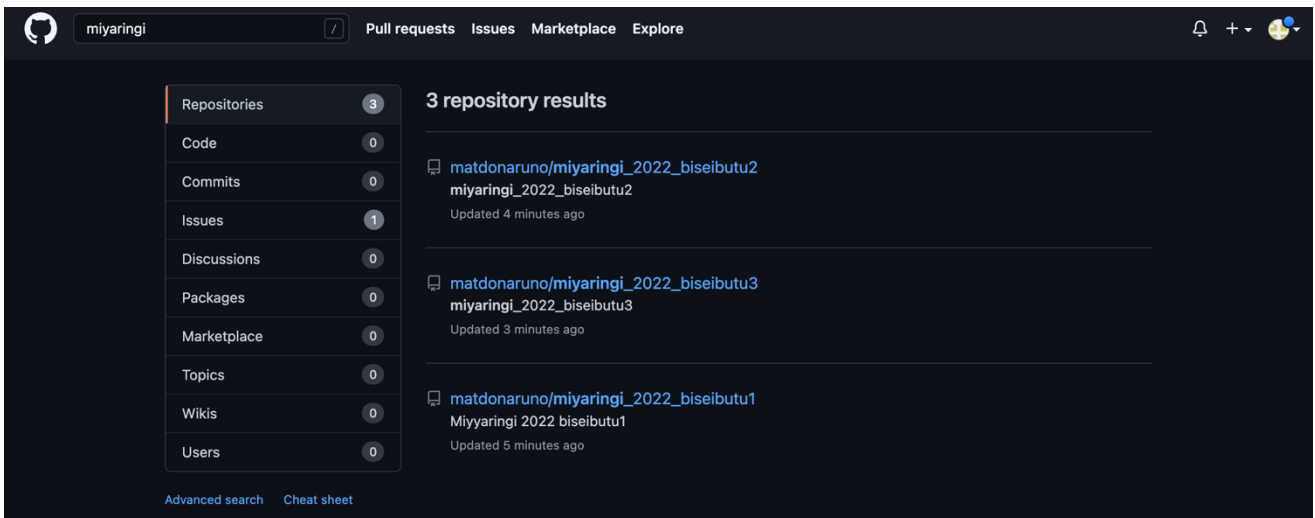 miyaringi / Pull requests Issues Marketplace Explore
Repositories 3
Code 0
Commits 0
Issues 1
Discussions 0
Packages 0
Marketplace 0
Topics 0
Wikis 0
Users 0
Advanced search Cheat sheet
3 repository results
matdonaruno/miyaringi_2022_biseibutu2
miyaringi_2022_biseibutu2
Updated 4 minutes ago
matdonaruno/miyaringi_2022_biseibutu3
miyaringi_2022_biseibutu3
Updated 3 minutes ago
matdonaruno/miyaringi_2022_biseibutu1
Miyyaringi 2022 biseibutu1
Updated 5 minutes ago